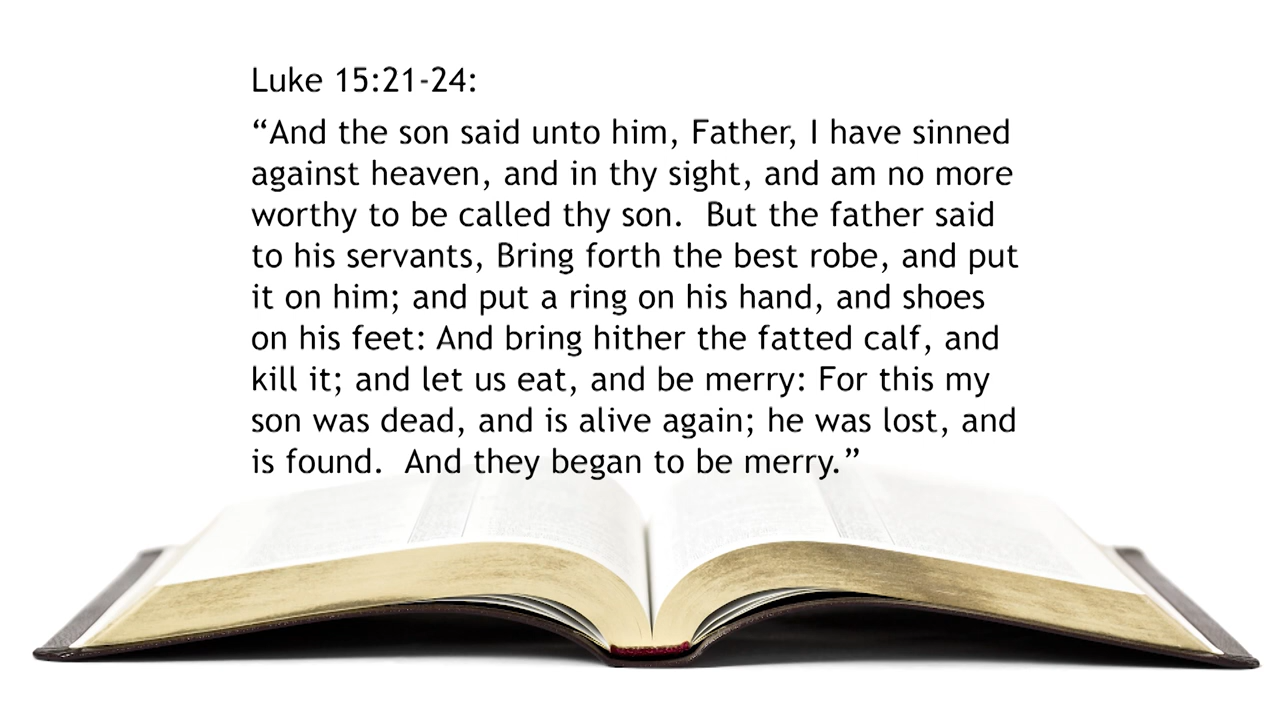 Luke 15:21-24:
“And the son said unto him, Father, I have sinned
against heaven, and in thy sight, and am no more
worthy to be called thy son.  But the father said
to his servants, Bring forth the best robe, and put
it on him; and put a ring on his hand, and shoes
on his feet: And bring hither the fatted calf, and
kill it; and let us eat, and be merry: For this my
son was dead, and is alive again; he was lost, and
is found.  And they began to be merry.”